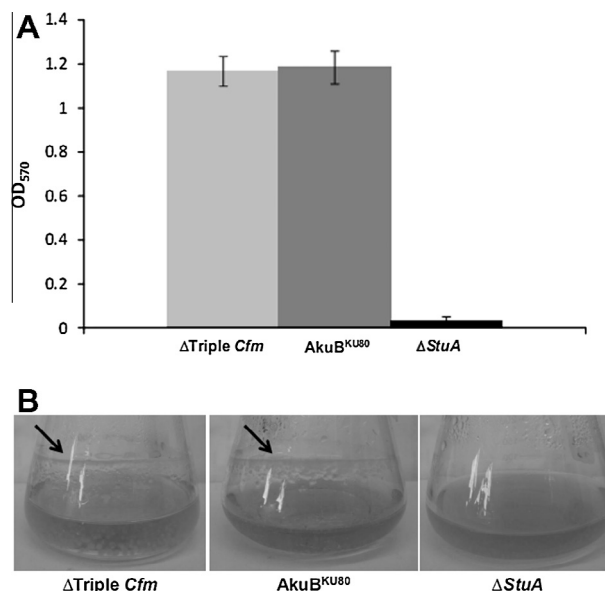 A
1.4
1.2
1
0.8
0.6
0.4
0.2
0
OD570
ΔTriple Cfm
AkuBKU80
ΔStuA
B
ΔTriple Cfm
AkuBKU80
ΔStuA